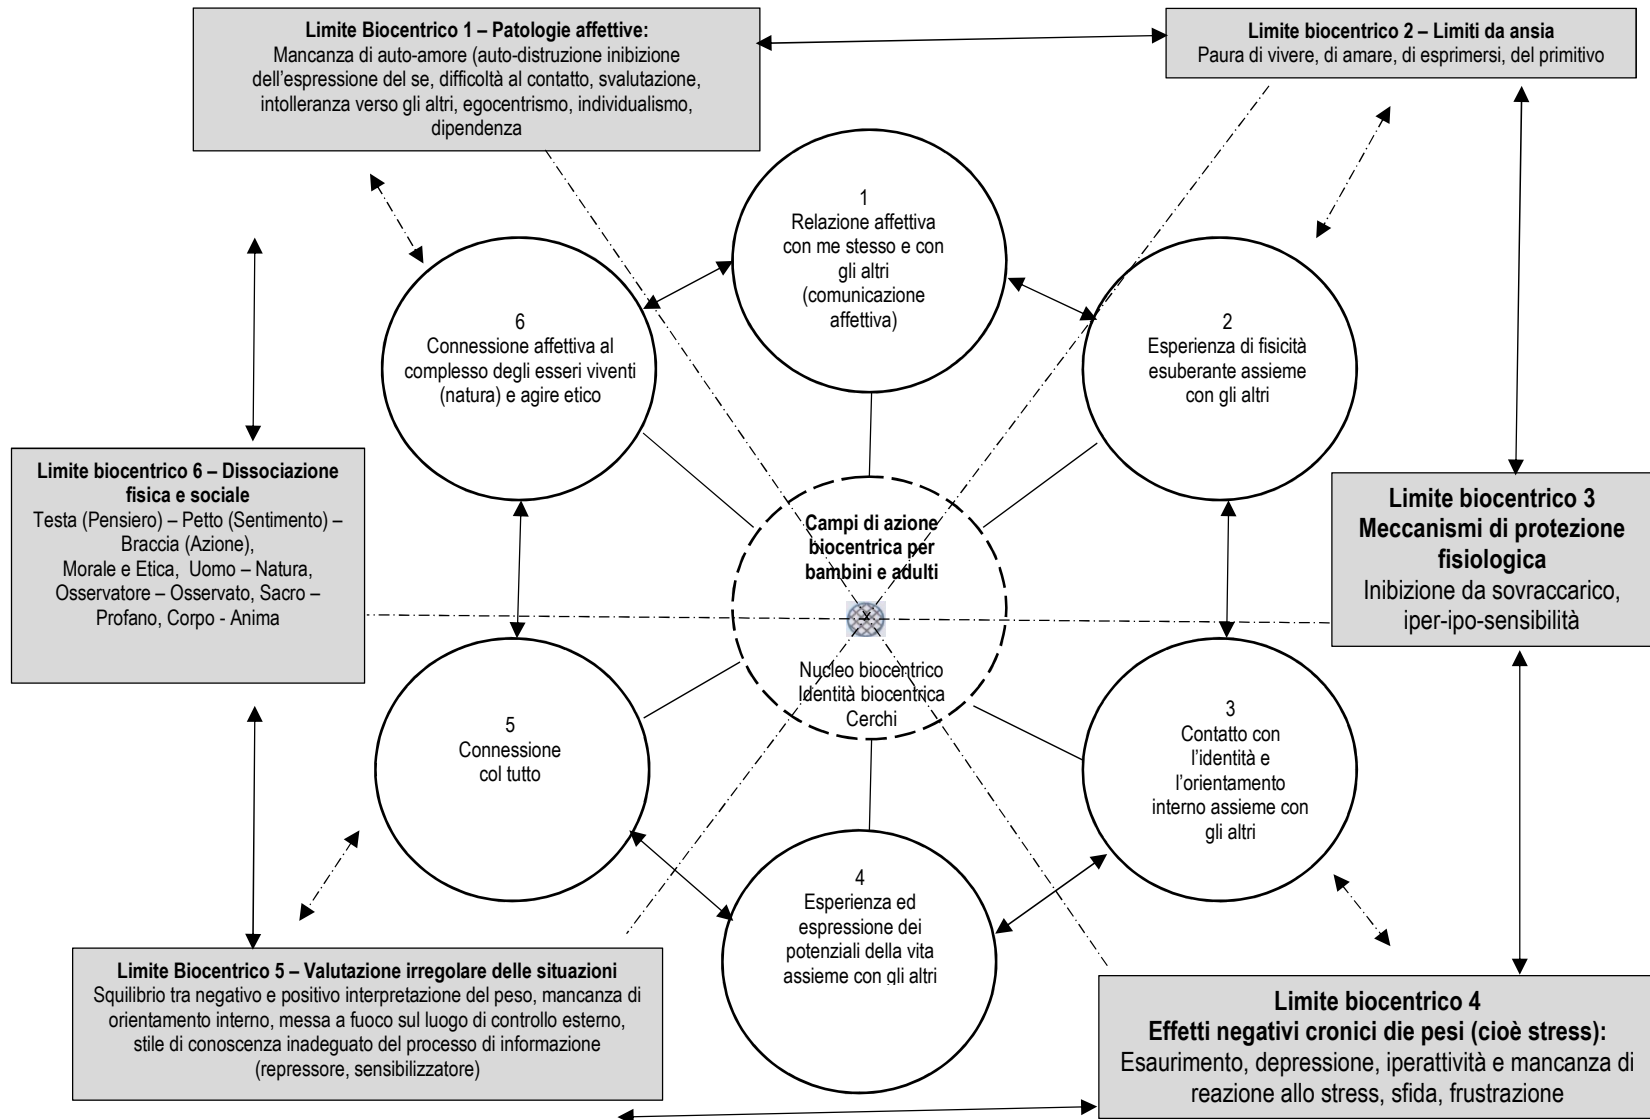 Limite Biocentrico 1 – Patologie affettive:
Mancanza di auto-amore (auto-distruzione inibizione
dell'espressione del se, difficoltà al contatto, svalutazione,
intolleranza verso gli altri, egocentrismo, individualismo,
dipendenza
Limite biocentrico 2 – Limiti da ansia
Paura di vivere, di amare, di esprimersi, del primitivo
1
Relazione affettiva
con me stesso e con
gli altri
(comunicazione
affettiva)
6
Connessione affettiva al
complesso degli esseri viventi
(natura) e agire etico
2
Esperienza di fisicità
esuberante assieme
con gli altri
Limite biocentrico 6 – Dissociazione
fisica e sociale
Testa (Pensiero) – Petto (Sentimento) –
Braccia (Azione),
Morale e Etica, Uomo – Natura,
Osservatore – Osservato, Sacro –
Profano, Corpo - Anima
Campi di azione
biocentrica per
bambini e adulti
Nucleo biocentrico
Identità biocentrica
Cerchi
Limite biocentrico 3
Meccanismi di protezione
fisiologica
Inibizione da sovraccarico,
iper-ipo-sensibilità
5
Connessione
col tutto
3
Contatto con
l'identità e
l'orientamento
interno assieme con
gli altri
4
Esperienza ed
espressione dei
potenziali della vita
assieme con gli altri
Limite Biocentrico 5 – Valutazione irregolare delle situazioni
Squilibrio tra negativo e positivo interpretazione del peso, mancanza di
orientamento interno, messa a fuoco sul luogo di controllo esterno,
stile di conoscenza inadeguato del processo di informazione
(repressore, sensibilizzatore)
Limite biocentrico 4
Effetti negativi cronici die pesi (cioè stress):
Esaurimento, depressione, iperattività e mancanza di
reazione allo stress, sfida, frustrazione